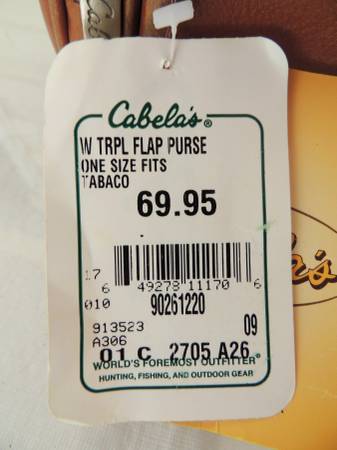 Cabela's
Cabela's®
W TRPL FLAP PURSE
ONE SIZE FITS
TABACO
69.95
17
6 49278 11170 6
010 90261220
913523 09
A306
01 C 2705 A26
WORLD'S FOREMOST OUTFITTER®
HUNTING, FISHING, AND OUTDOOR GEAR